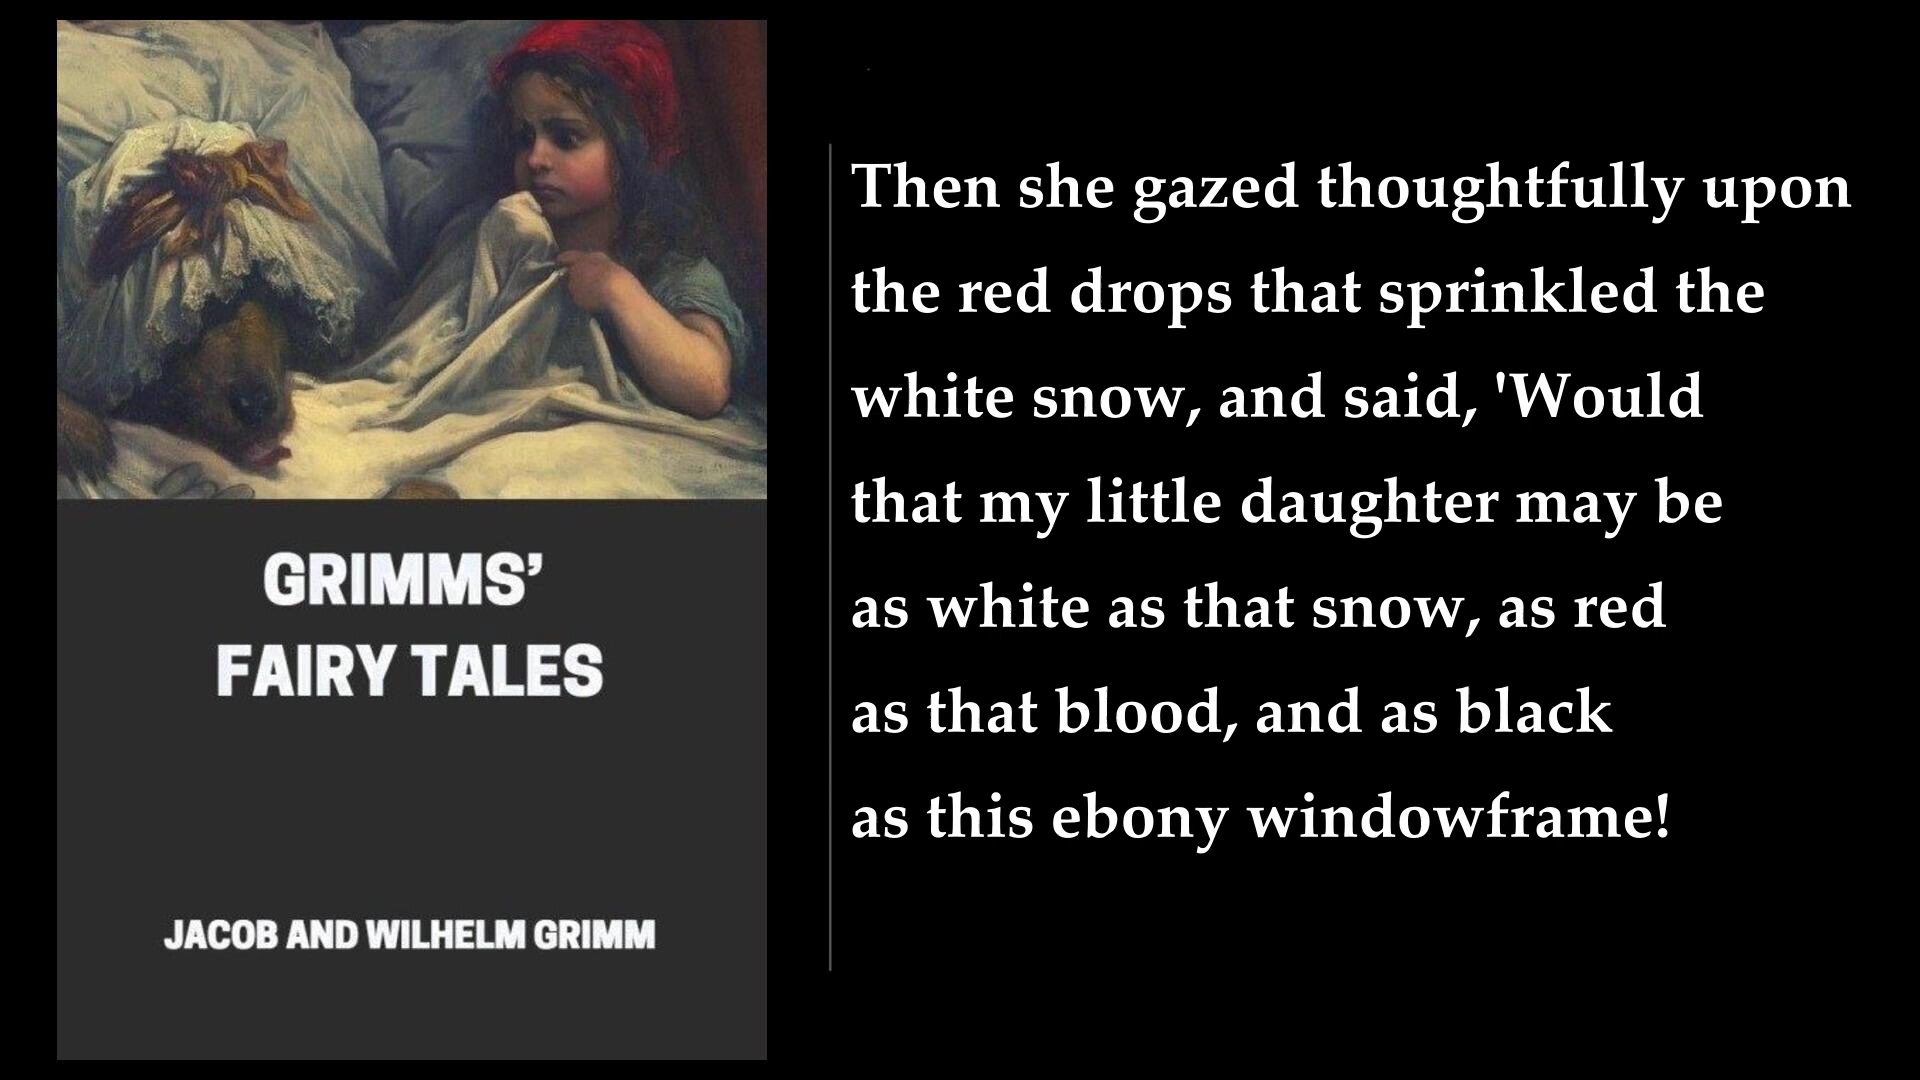 GRIMMS’
FAIRY TALES
JACOB AND WILHELM GRIMM
Then she gazed thoughtfully upon
the red drops that sprinkled the
white snow, and said, 'Would
that my little daughter may be
as white as that snow, as red
as that blood, and as black
as this ebony windowframe!